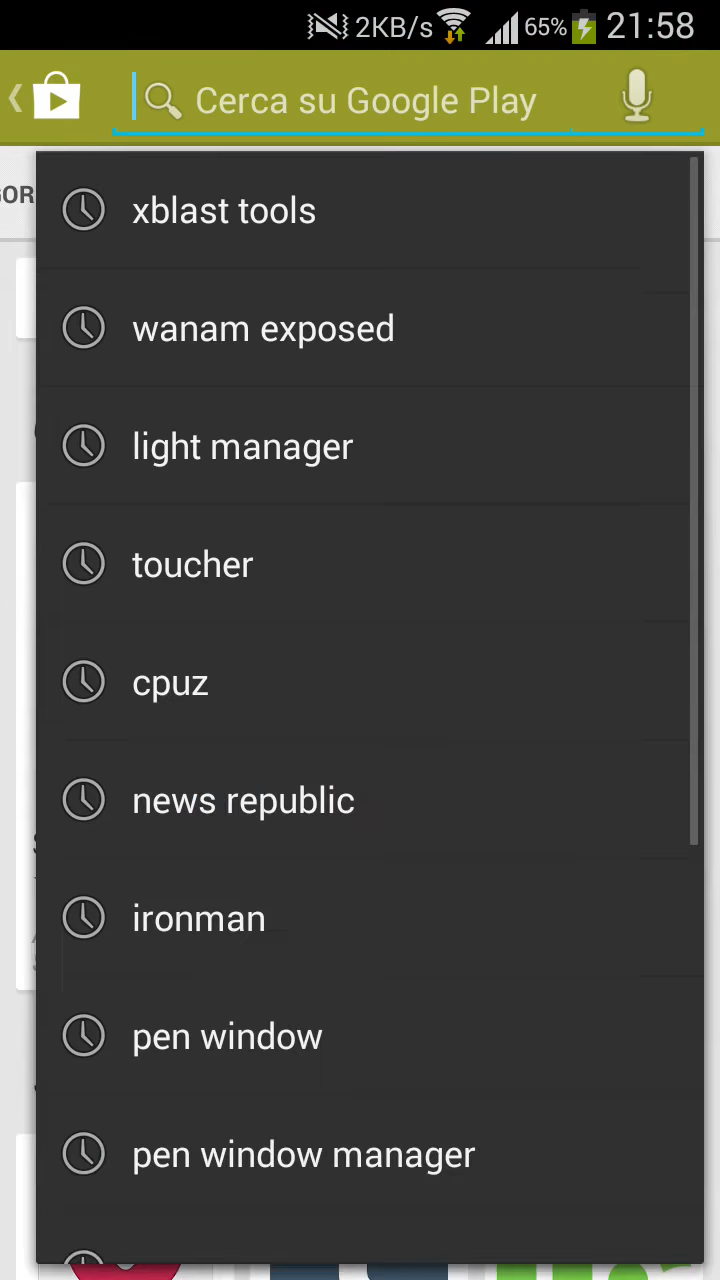 2KB/s 65% 21:58
Cerca su Google Play
GOR
xblast tools
wanam exposed
light manager
toucher
cpuz
news republic
ironman
pen window
pen window manager